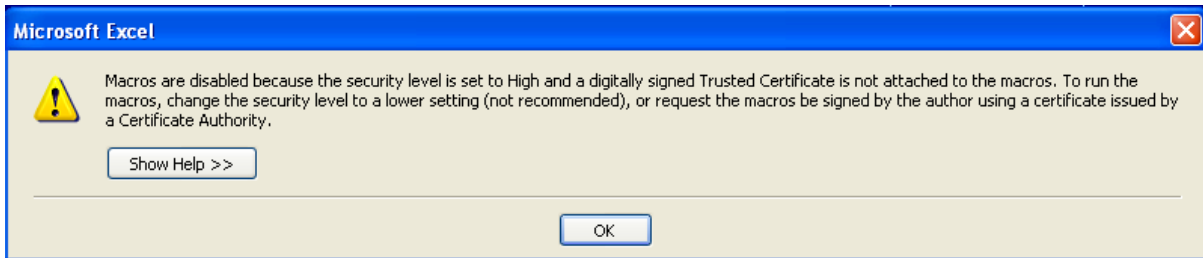 Microsoft Excel
Macros are disabled because the security level is set to High and a digitally signed Trusted Certificate is not attached to the macros. To run the
macros, change the security level to a lower setting (not recommended), or request the macros be signed by the author using a certificate issued by
a Certificate Authority.
Show Help >>
OK